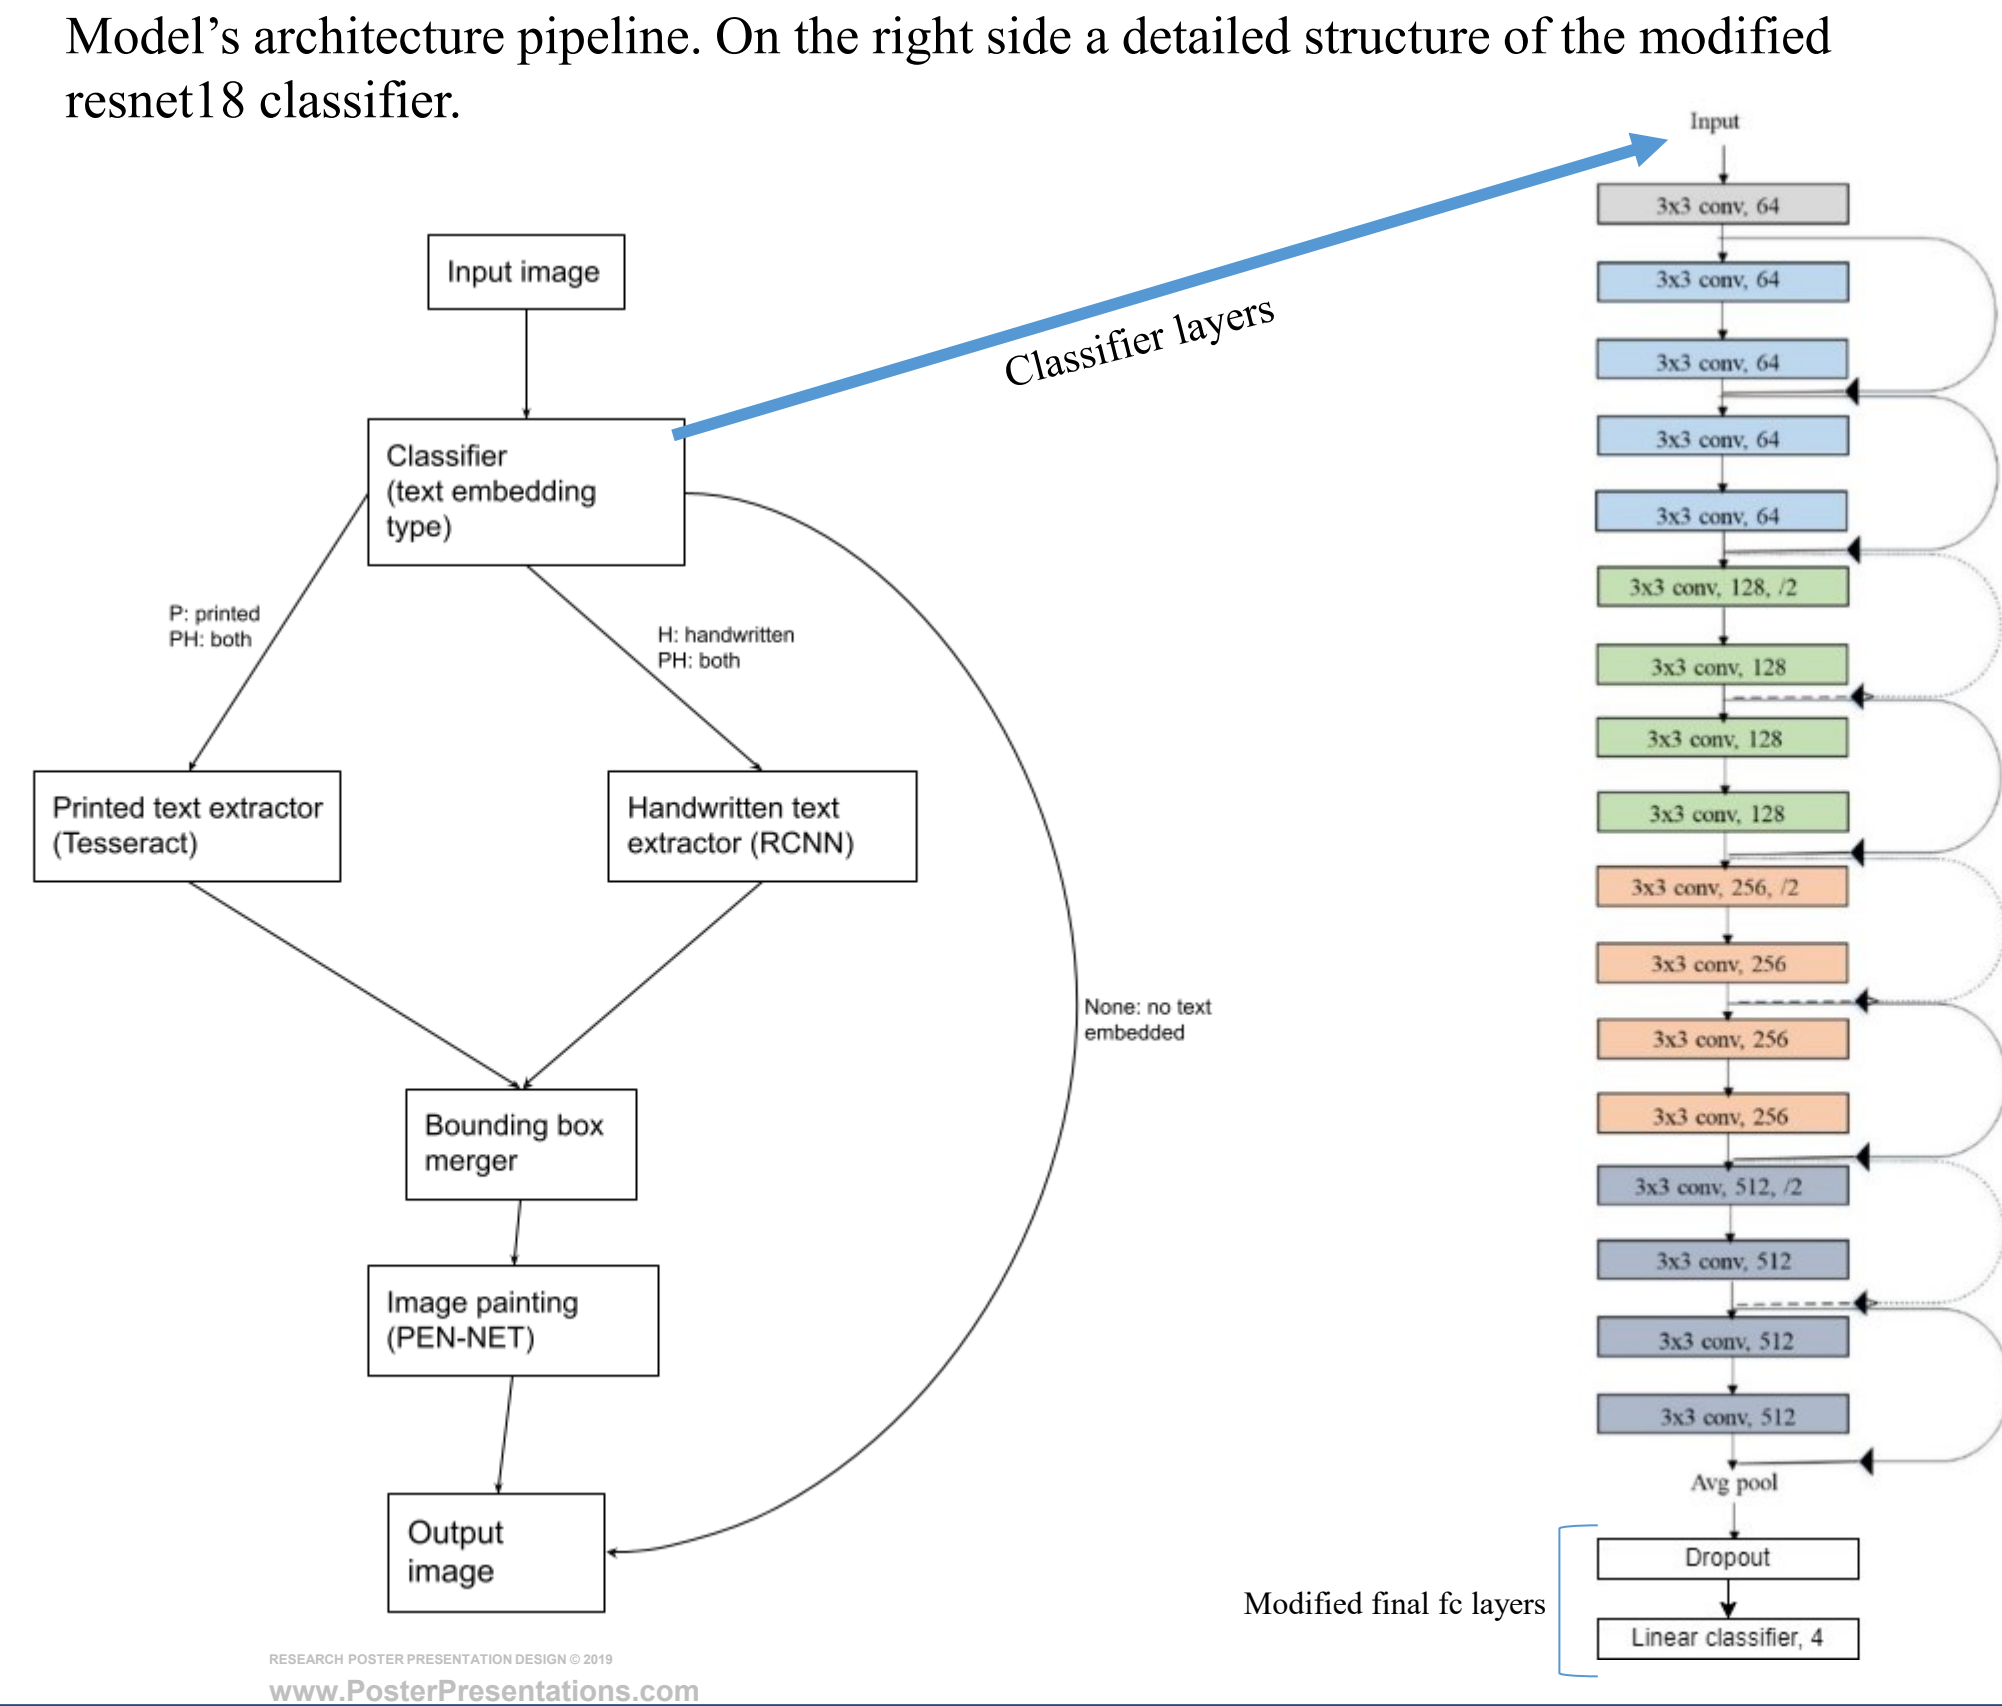 Model’s architecture pipeline. On the right side a detailed structure of the modified
resnet18 classifier.
Input image
Classifier
(text embedding
type)
P: printed
PH: both
H: handwritten
PH: both
Printed text extractor
(Tesseract)
Handwritten text
extractor (RCNN)
None: no text
embedded
Bounding box
merger
Image painting
(PEN-NET)
Output
image
Classifier layers
Input
3x3 conv, 64
3x3 conv, 64
3x3 conv, 64
3x3 conv, 64
3x3 conv, 64
3x3 conv, 128, /2
3x3 conv, 128
3x3 conv, 128
3x3 conv, 128
3x3 conv, 256, /2
3x3 conv, 256
3x3 conv, 256
3x3 conv, 256
3x3 conv, 512, /2
3x3 conv, 512
3x3 conv, 512
3x3 conv, 512
Avg pool
Dropout
Linear classifier, 4
Modified final fc layers
RESEARCH POSTER PRESENTATION DESIGN © 2019
www.PosterPresentations.com